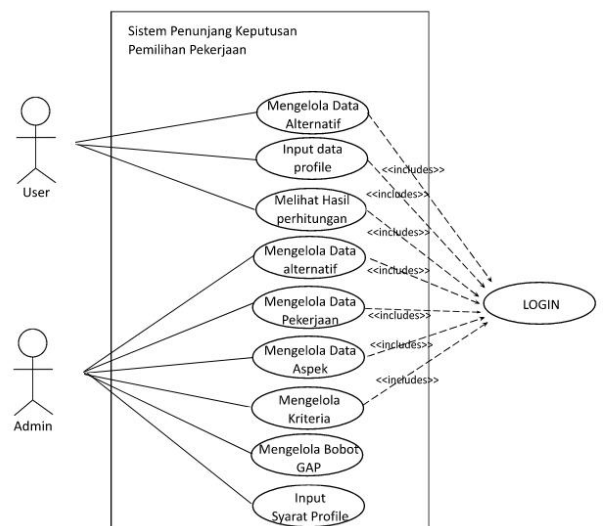 Sistem Penunjang Keputusan
Pemilihan Pekerjaan
Mengelola Data
Alternatif
Input data
profile
<<includes>>
User
Melihat Hasil
perhitungan
<<includes>>
<<includes>>
Mengelola Data
alternatif
<<includes>>
Mengelola Data
Pekerjaan
<<includes>>
LOGIN
Mengelola Data
Aspek
<<includes>>
Admin
Mengelola
Kriteria
<<includes>>
Mengelola Bobot
GAP
Input
Syarat Profile